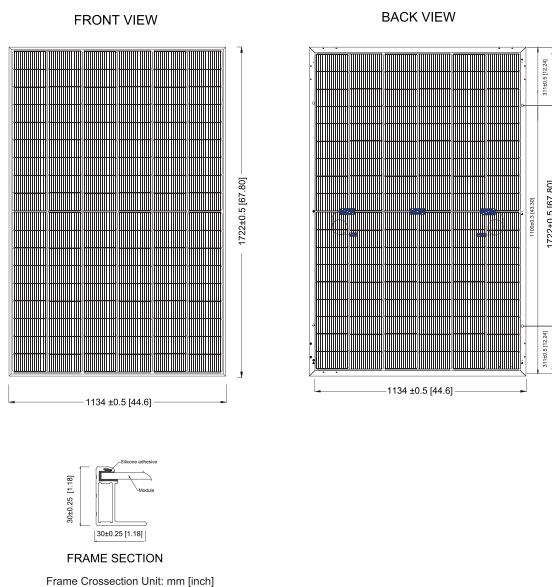 FRONT VIEW
BACK VIEW
1722±0.5 [67.80]
1134 ±0.5 [44.6]
311±0.5 [12.24]
1100±0.3 [43.30]
1722±0.5 [67.80]
311±0.5 [12.24]
1134 ±0.5 [44.6]
Silicone adhesive
Module
30±0.25 [1.18]
30±0.25 [1.18]
FRAME SECTION
Frame Crossection Unit: mm [inch]